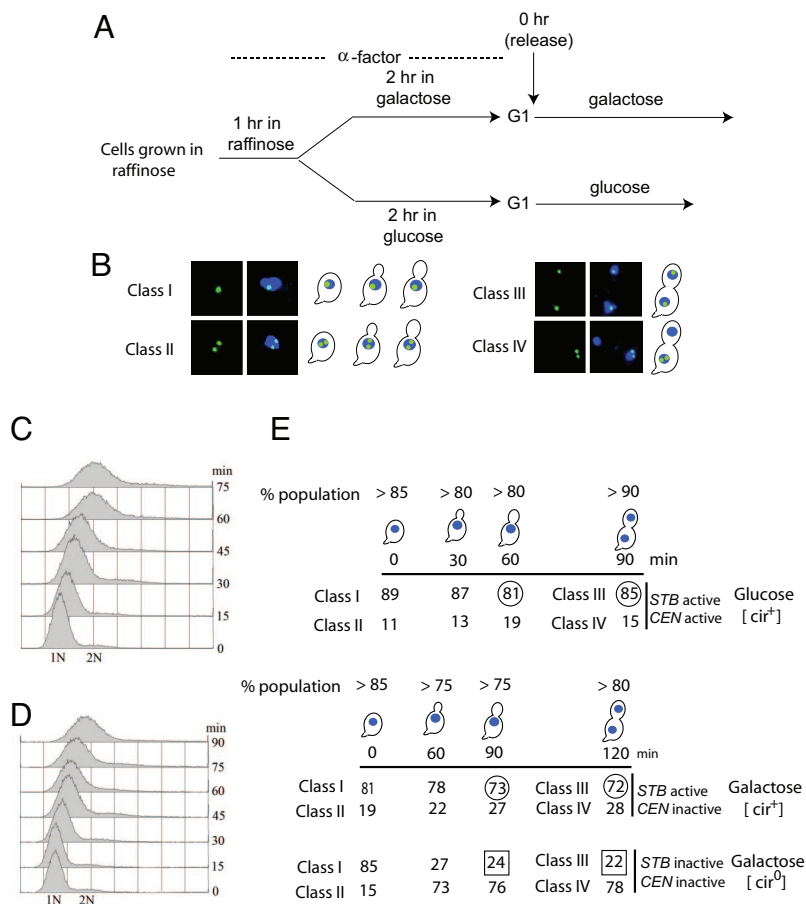 A
0 hr
(release)
α-factor
2 hr in
galactose
G1
galactose
1 hr in
raffinose
Cells grown in
raffinose
2 hr in
glucose
G1
glucose
B
Class I
Class II
Class III
Class IV
C
min
75
60
45
30
15
0
1N 2N
D
min
90
75
60
45
30
15
0
1N 2N
E
% population > 85 > 80 > 80 > 90
0 30 60 90 min
Class I 89 87 81 Class III 85
Class II 11 13 19 Class IV 15
STB active
CEN active
Glucose
[cir+]
% population > 85 > 75 > 75 > 80
0 60 90 120 min
Class I 81 78 73 Class III 72
Class II 19 22 27 Class IV 28
STB active
CEN inactive
Galactose
[cir+]
Class I 85 27 24 Class III 22
Class II 15 73 76 Class IV 78
STB inactive
CEN inactive
Galactose
[cir0]